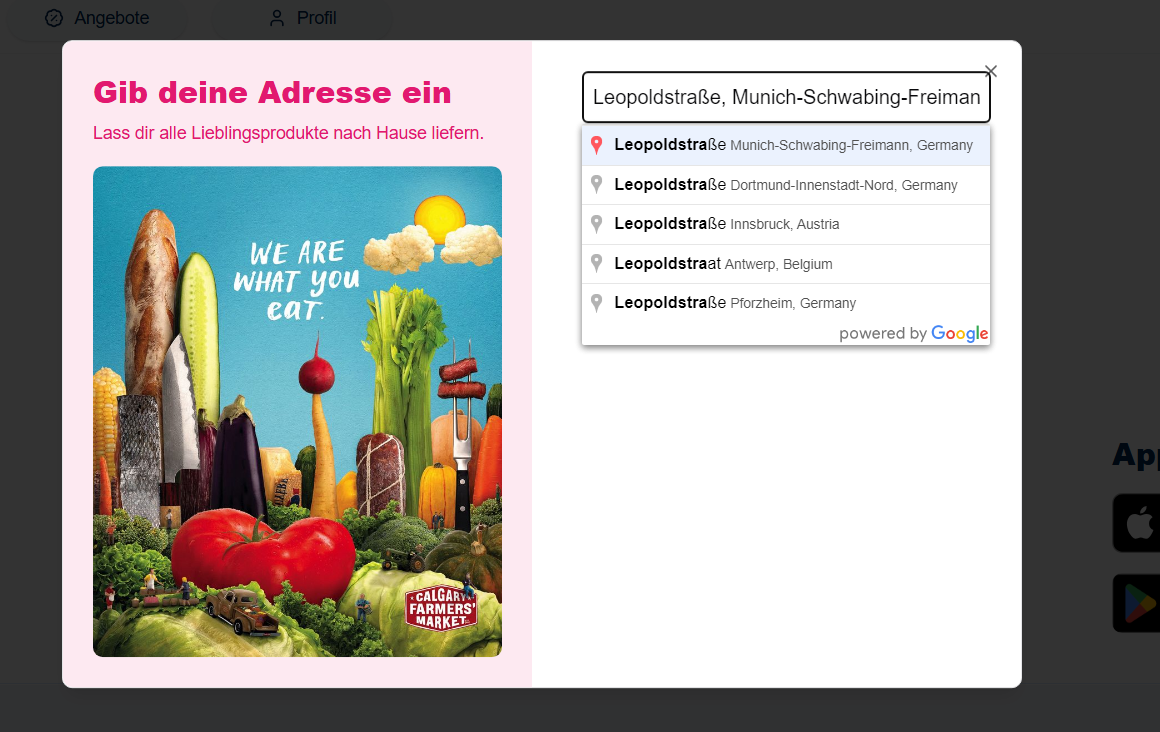 Angebote
Profil
Gib deine Adresse ein
Lass dir alle Lieblingsprodukte nach Hause liefern.
WE ARE
WHAT YOU
eaT.
CALGARY
FARMERS'
MARKET
Leopoldstraße, Munich-Schwabing-Freiman
Leopoldstraße Munich-Schwabing-Freimann, Germany
Leopoldstraße Dortmund-Innenstadt-Nord, Germany
Leopoldstraße Innsbruck, Austria
Leopoldstraat Antwerp, Belgium
Leopoldstraße Pforzheim, Germany
powered by Google